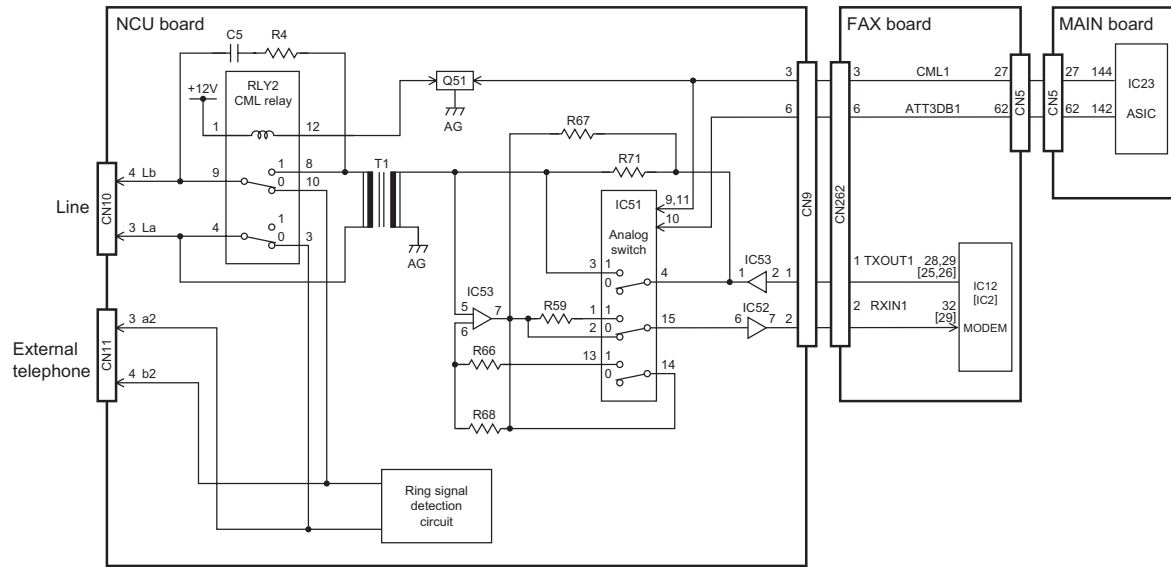 NCU board
FAX board
MAIN board
C5
R4
+12V
RLY2
CML relay
1
12
1
8
9
0
10
1
4
0
3
Line
CN10
4 Lb
3 La
External
telephone
CN11
3 a2
4 b2
Q51
AG
T1
AG
R67
R71
IC51
Analog
switch
9,11
10
3
1
0
4
IC53
5
6
7
R59
1
1
2
0
15
R66
13
1
0
14
R68
IC53
1
2
1
IC52
6
7
2
3
6
CN9
CN262
3
CML1
27
6
ATT3DB1
62
CN5
CN5
27
144
62
142
IC23
ASIC
1 TXOUT1
28,29
[25,26]
2 RXIN1
32
[29]
IC12
[IC2]
MODEM
Ring signal
detection
circuit